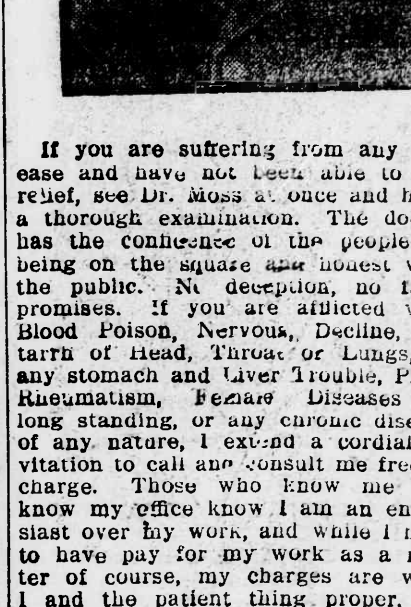 If you are suffering from any
ease and have not been able to
relief, see Dr. Moss at once and h
a thorough examination. The do
has the confidence of the people
being on the square and honest w
the public. No deception, no f
promises. If you are afflicted w
Blood Poison, Nervous, Decline,
tarrh of Head, Throat or Lungs,
any stomach and Liver Trouble, P
Rheumatism, Female Diseases
long standing, or any chronic dise
of any nature, I extend a cordial
vitation to call and consult me free
charge. Those who know me
know my office know I am an en
siast over my work, and while I
to have pay for my work as a
ter of course, my charges are w
I and the patient thing proper.